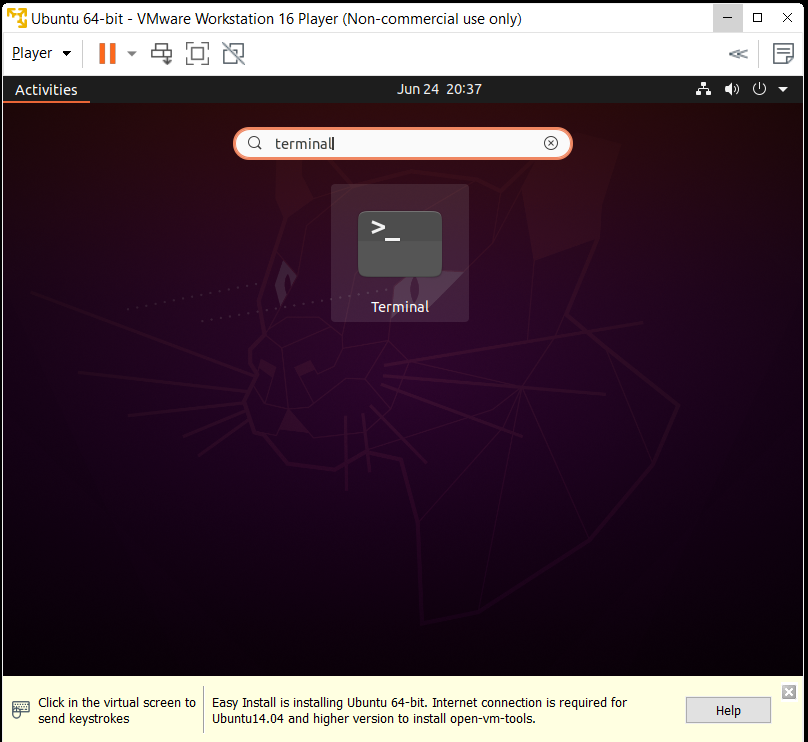 Ubuntu 64-bit - VMware Workstation 16 Player (Non-commercial use only)
Player
Activities
Jun 24 20:37
terminal
>_
Terminal
Click in the virtual screen to
send keystrokes
Easy Install is installing Ubuntu 64-bit. Internet connection is required for
Ubuntu14.04 and higher version to install open-vm-tools.
Help